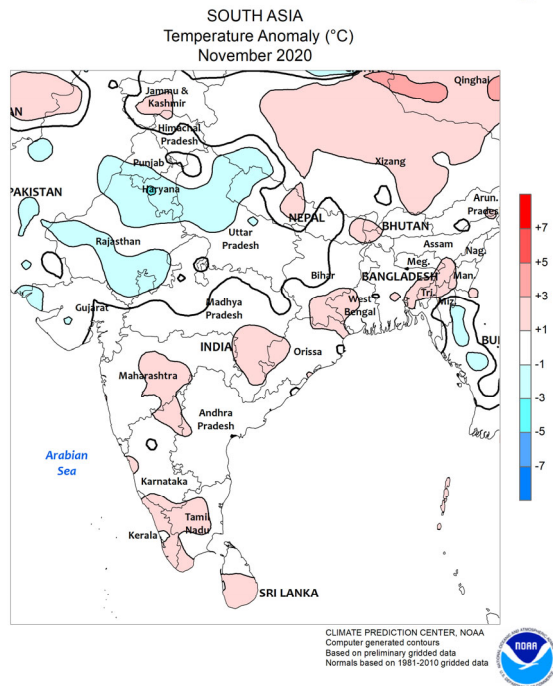 SOUTH ASIA
Temperature Anomaly (°C)
November 2020
Qinghai
Jammu &
Kashmir
AN
Himachal
Pradesh
Punjab
Xizang
Haryana
PAKISTAN
Arun.
Prades
NEPAL
BHUTAN
Rajasthan
Uttar
Pradesh
Assam
Nag.
Meg.
Bihar
BANGLADESH
Man.
Tri.
Miz.
Gujarat
Madhya
Pradesh
West
Bengal
BUI
INDIA
Orissa
Maharashtra
Andhra
Pradesh
Arabian
Sea
Karnataka
Tamil
Nadu
Kerala
SRI LANKA
+7
+5
+3
+1
-1
-3
-5
-7
CLIMATE PREDICTION CENTER, NOAA
Computer generated contours
Based on preliminary gridded data
Normals based on 1981-2010 gridded data
NOAA